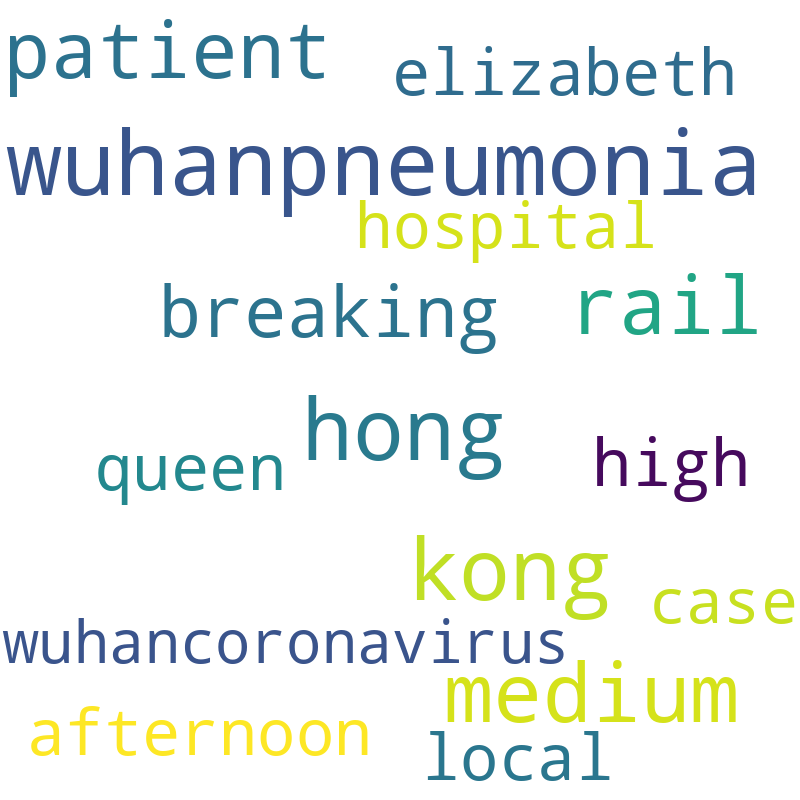 patient
elizabeth
wuhanpneumonia
hospital
breaking
rail
hong
queen
high
kong
case
wuhancoronavirus
medium
afternoon
local